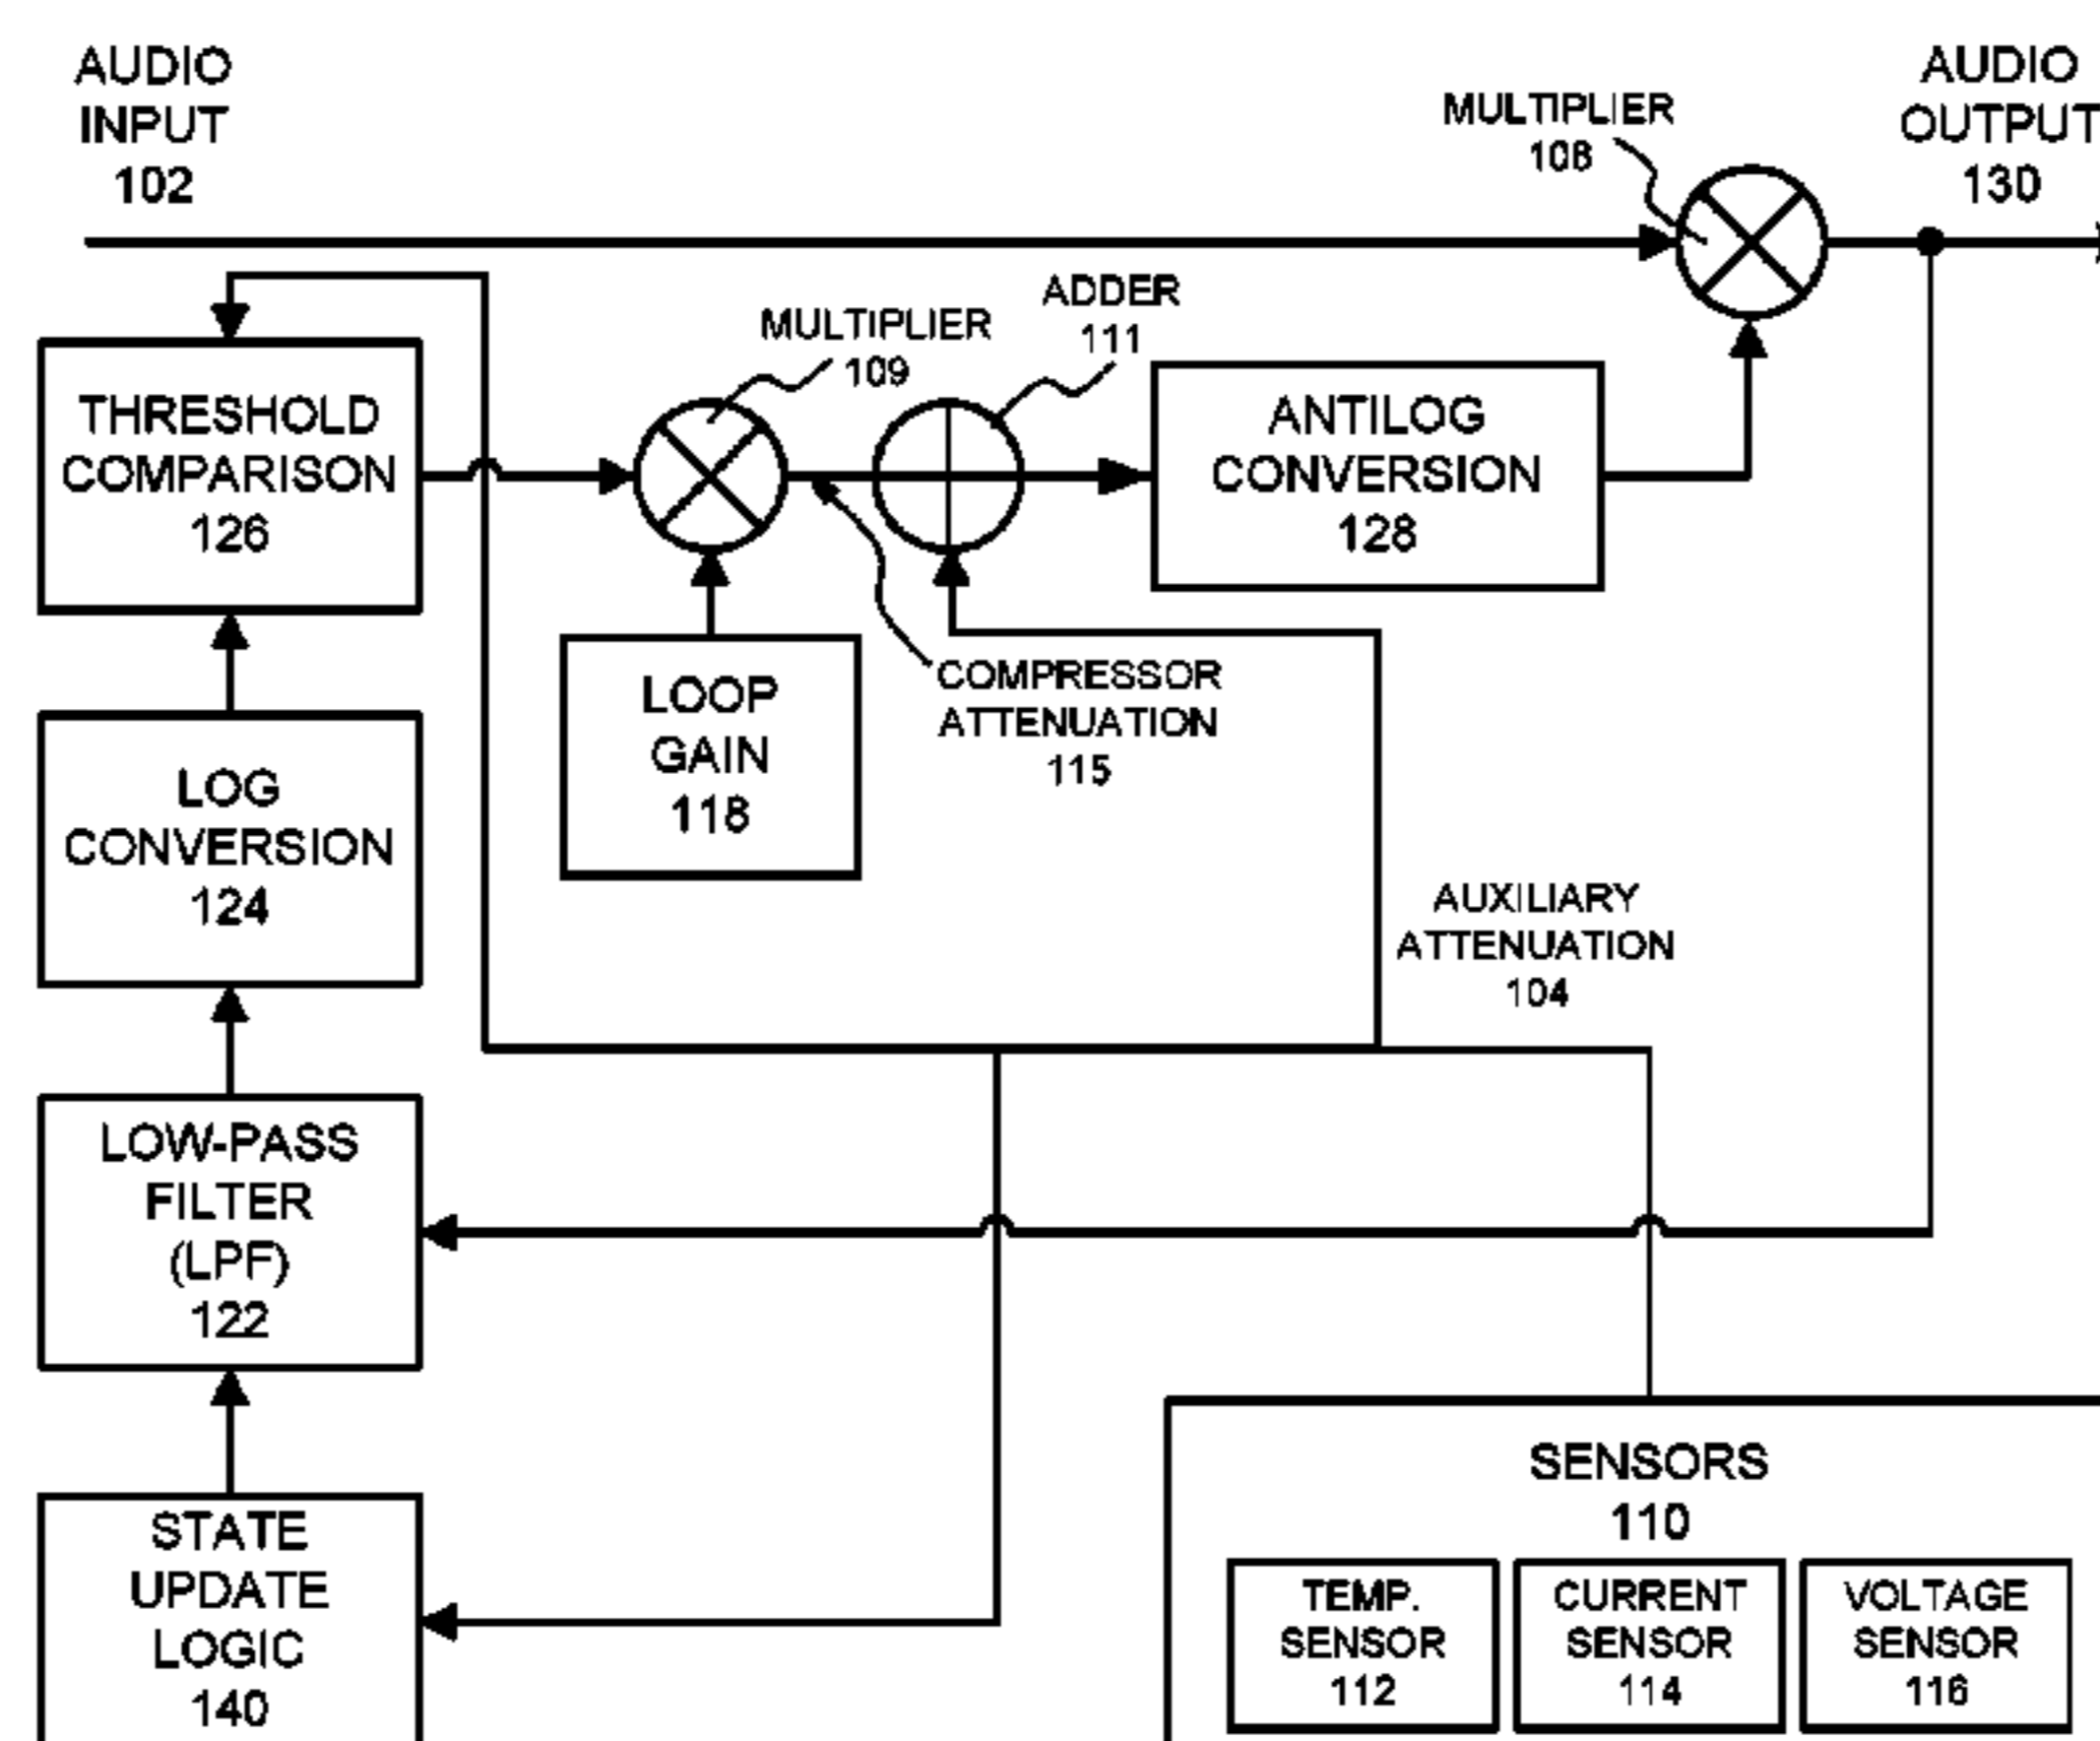 AUDIO
INPUT
102
MULTIPLIER
108
AUDIO
OUTPUT
130
MULTIPLIER
109
ADDER
111
THRESHOLD
COMPARISON
126
ANTILOG
CONVERSION
128
LOOP
GAIN
118
COMPRESSOR
ATTENUATION
115
LOG
CONVERSION
124
AUXILIARY
ATTENUATION
104
LOW-PASS
FILTER
(LPF)
122
STATE
UPDATE
LOGIC
140
SENSORS
110
TEMP.
SENSOR
112
CURRENT
SENSOR
114
VOLTAGE
SENSOR
116